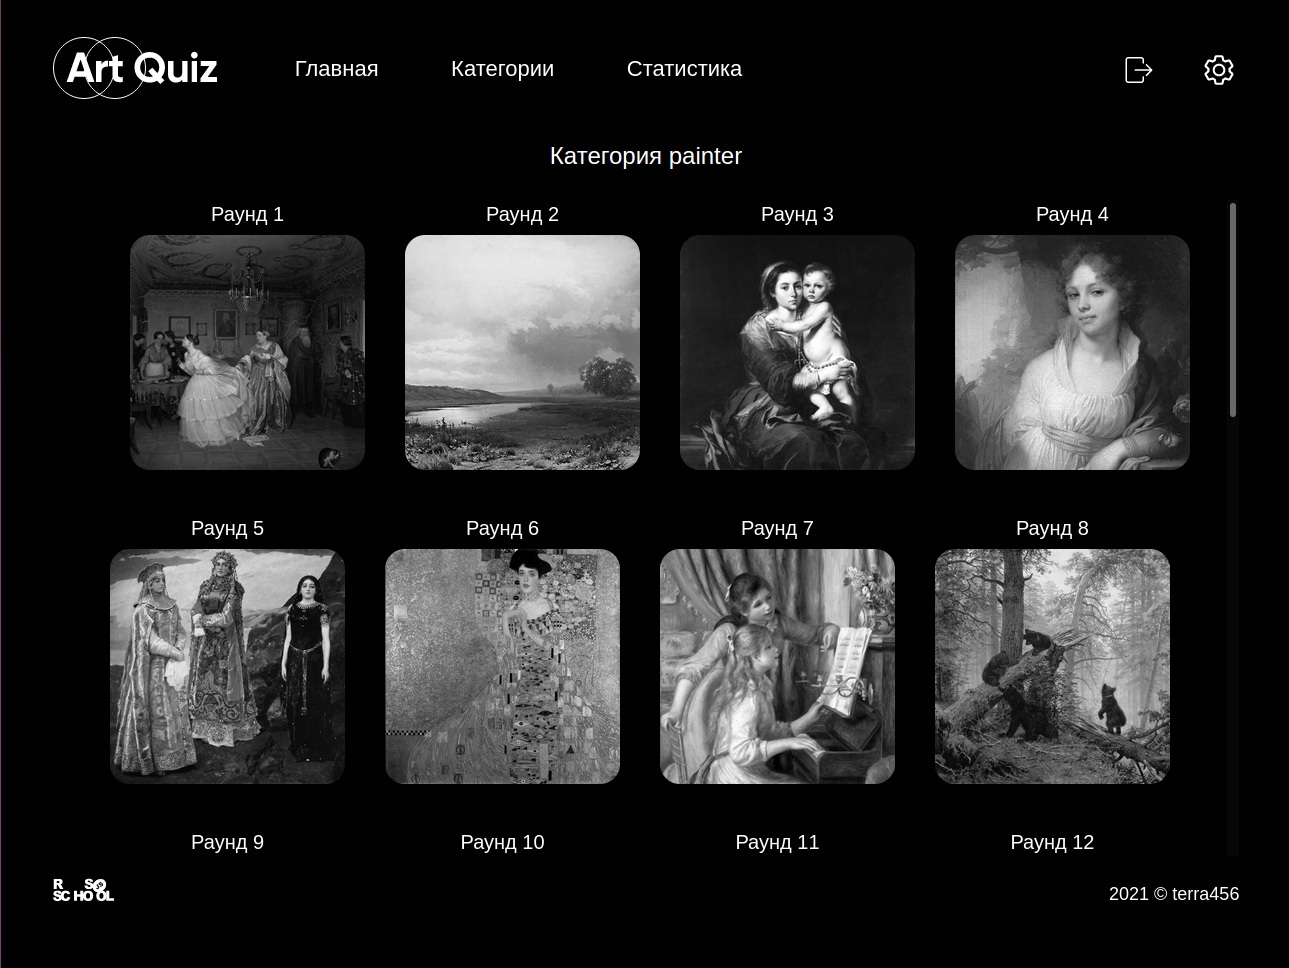 Art Quiz
Главная
Категории
Статистика
Категория painter
Раунд 1
Раунд 2
Раунд 3
Раунд 4
Раунд 5
Раунд 6
Раунд 7
Раунд 8
Раунд 9
Раунд 10
Раунд 11
Раунд 12
RS
SCHOOL
2021 © terra456